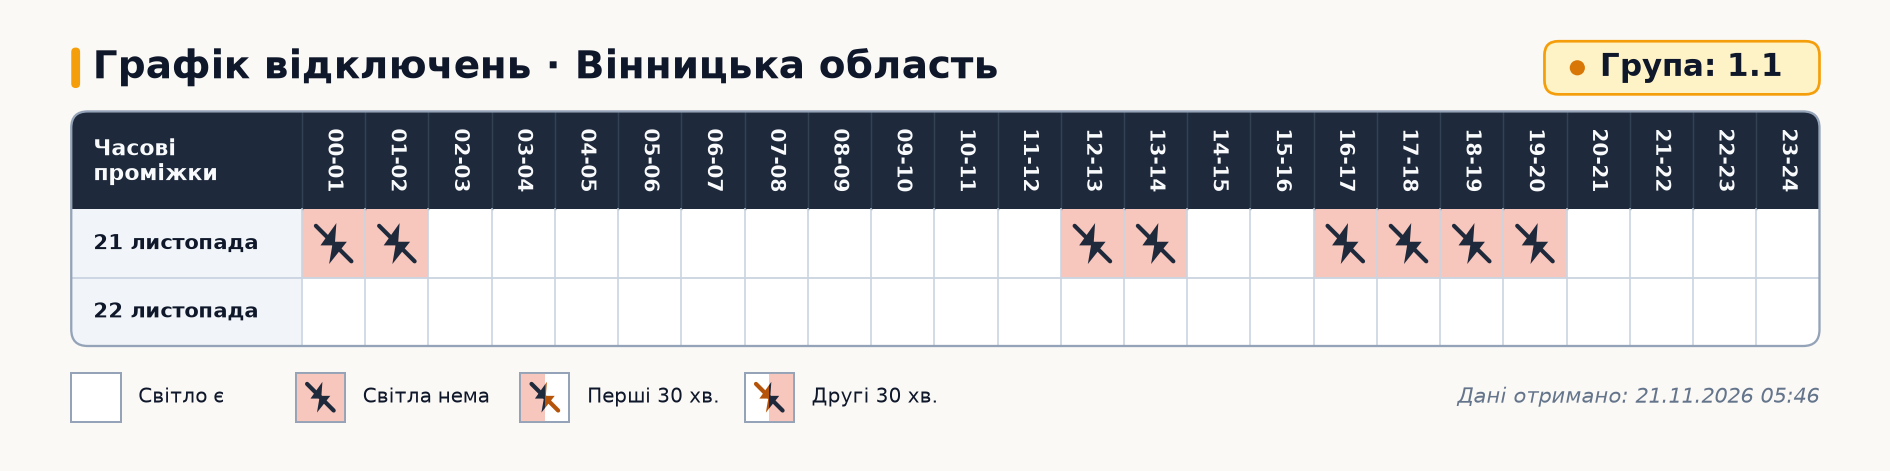 Графік відключень · Вінницька область
Група: 1.1
Часові
проміжки
00-01
01-02
02-03
03-04
04-05
05-06
06-07
07-08
08-09
09-10
10-11
11-12
12-13
13-14
14-15
15-16
16-17
17-18
18-19
19-20
20-21
21-22
22-23
23-24
21 листопада
22 листопада
Світло є
Світла нема
Перші 30 хв.
Другі 30 хв.
Дані отримано: 21.11.2026 05:46